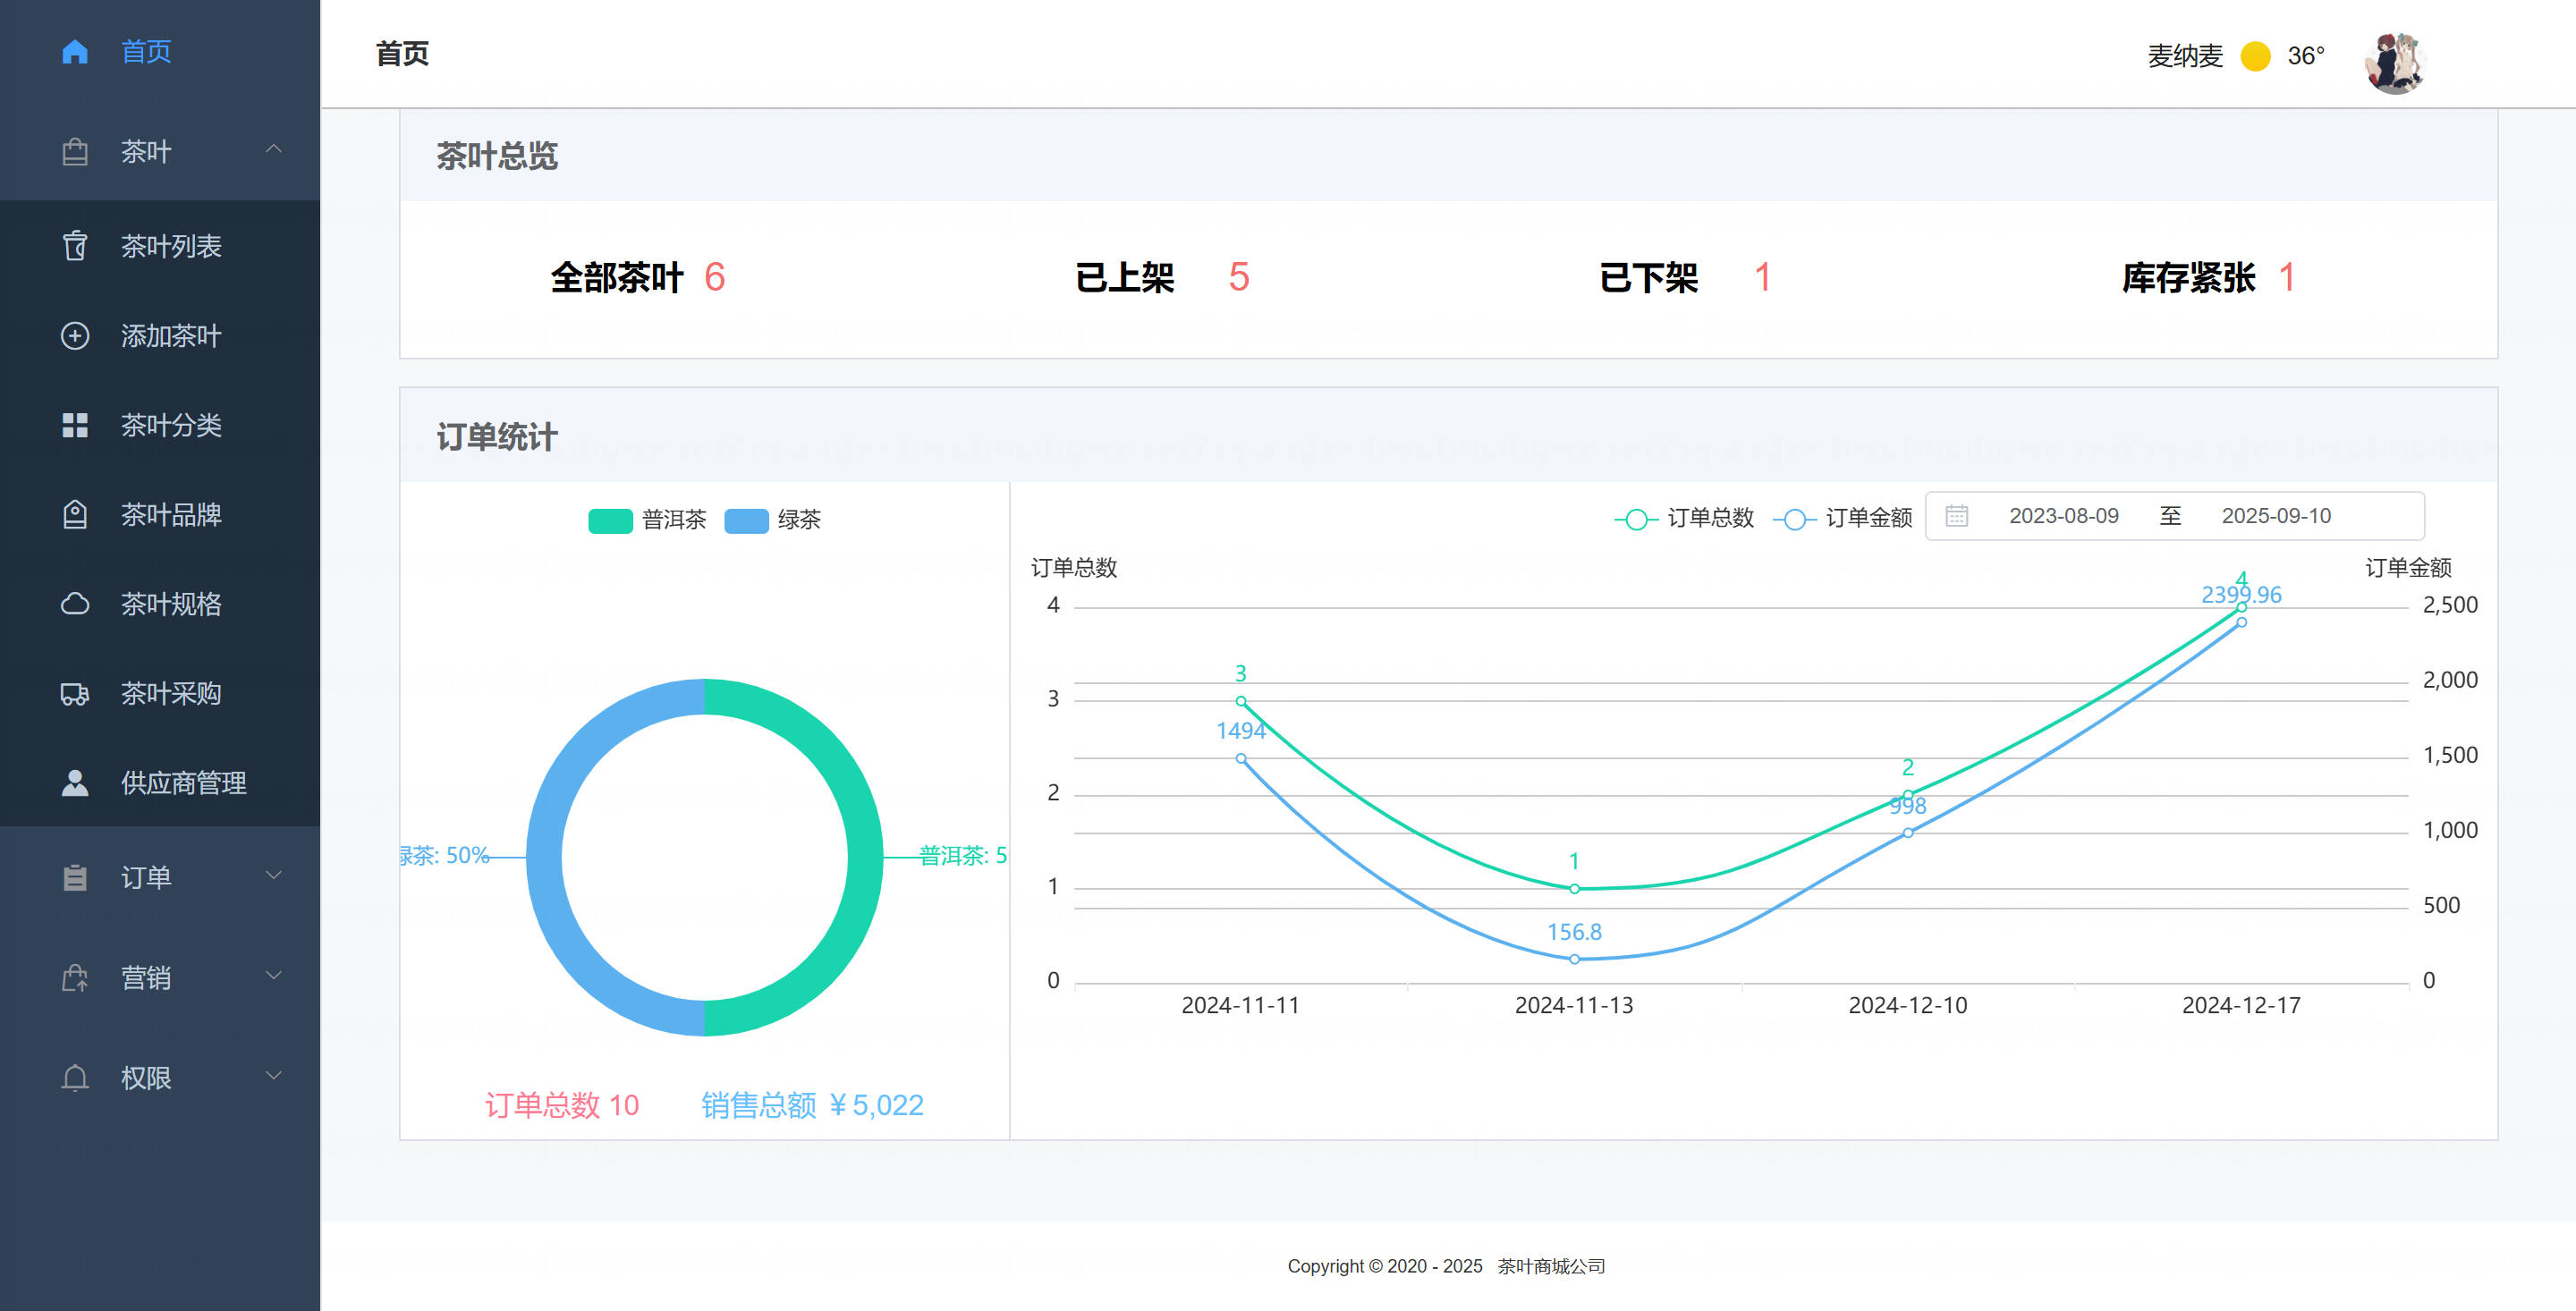 首页
茶叶
茶叶列表
添加茶叶
茶叶分类
茶叶品牌
茶叶规格
茶叶采购
供应商管理
订单
营销
权限
首页
麦纳麦 36°
茶叶总览
全部茶叶 6
已上架 5
已下架 1
库存紧张 1
订单统计
普洱茶 绿茶
绿茶: 50%
普洱茶: 5
订单总数 10 销售总额 ¥5,022
订单总数 订单金额 2023-08-09 至 2025-09-10
订单总数 订单金额
4
3
2
1
0
2,500
2,000
1,500
1,000
500
0
3
1494
1
156.8
2
998
4
2399.96
2024-11-11 2024-11-13 2024-12-10 2024-12-17
Copyright © 2020 - 2025 茶叶商城公司